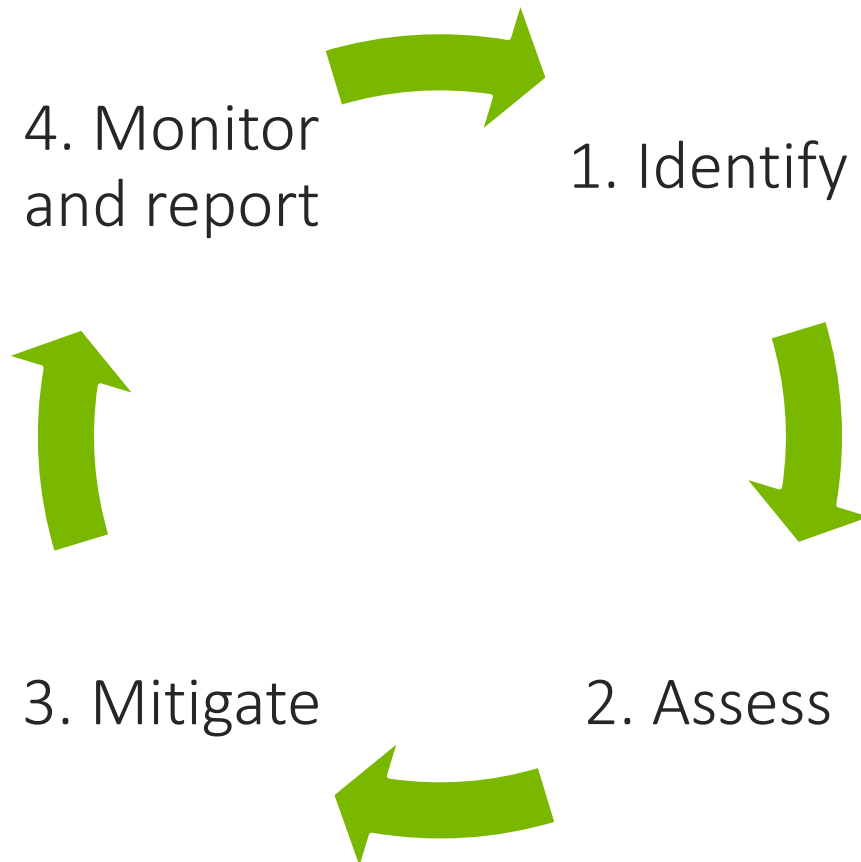 4. Monitor
and report
1. Identify
3. Mitigate
2. Assess